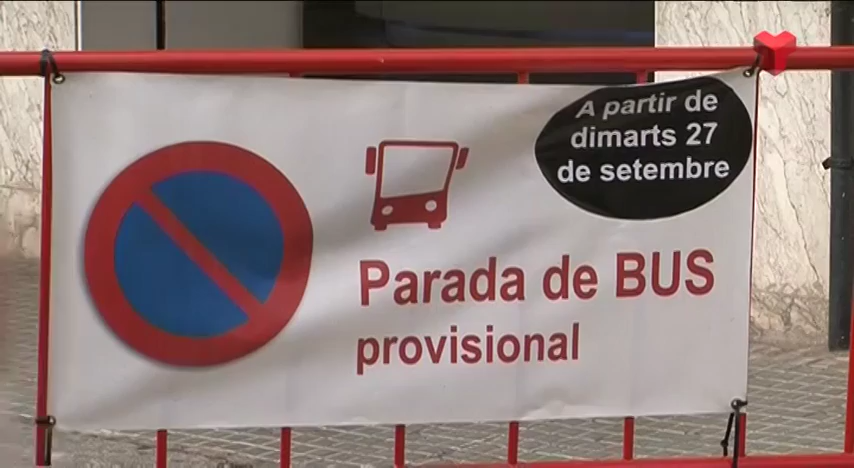 A partir de
dimarts 27
de setembre
Parada de BUS
provisional